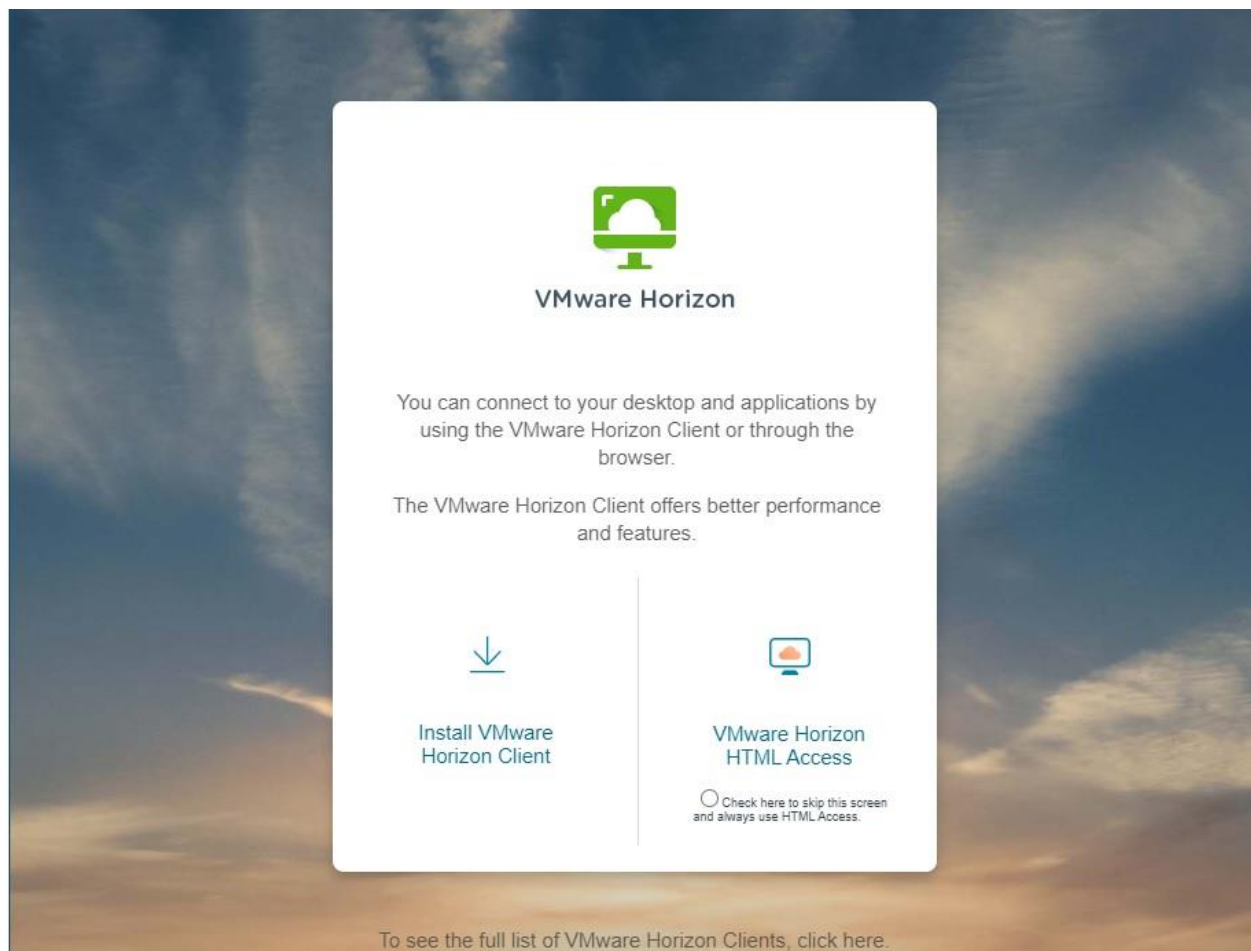 VMware Horizon
You can connect to your desktop and applications by
using the VMware Horizon Client or through the
browser.
The VMware Horizon Client offers better performance
and features.
Install VMware
Horizon Client
VMware Horizon
HTML Access
Check here to skip this screen
and always use HTML Access.
To see the full list of VMware Horizon Clients, click here.